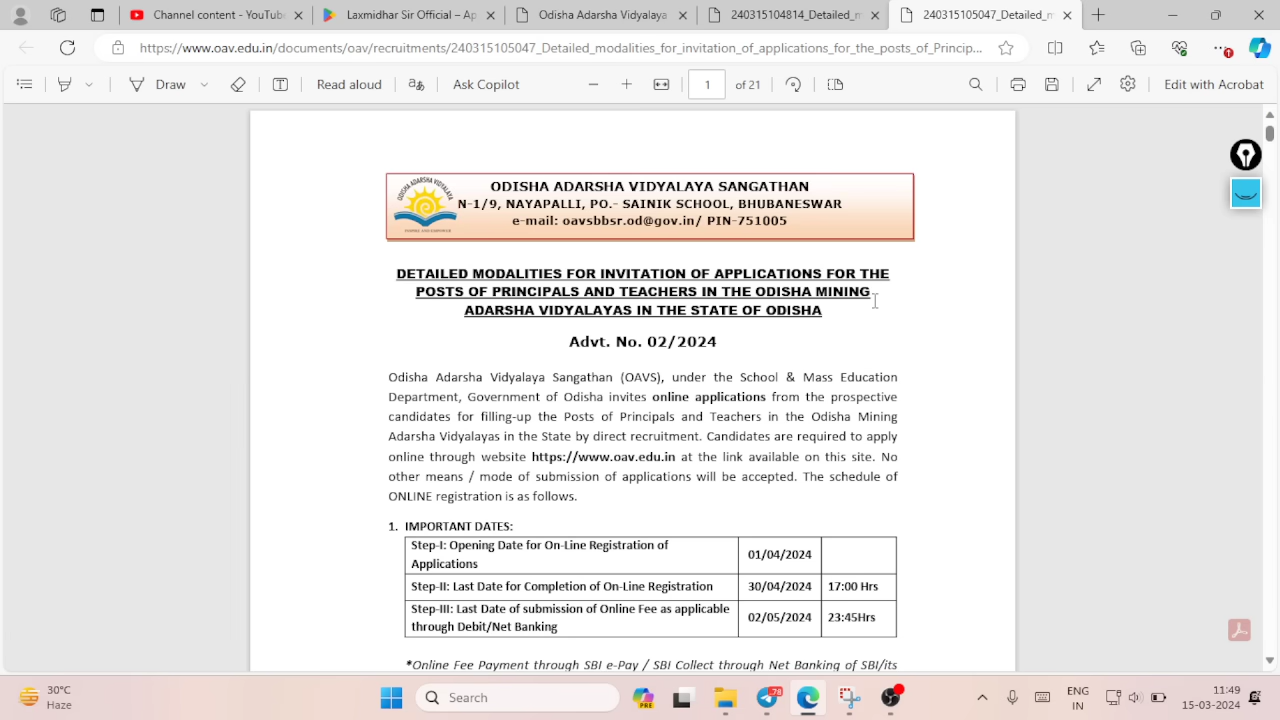 Channel content - YouTube
Laxmidhar Sir Official - Ap
Odisha Adarsha Vidyalaya
2403150104814_Detailed_m
240315105047_Detailed_m
https://www.oav.edu.in/documents/oav/recruitments/240315105047_Detailed_modalities_for_invitation_of_applications_for_the_posts_of_Princip...
Draw
Read aloud
Ask Copilot
1 of 21
Edit with Acrobat
ODISHA ADARSHA VIDYALAYA
ODISHA ADARSHA VIDYALAYA SANGATHAN
N-1/9, NAYAPALLI, PO.- SAINIK SCHOOL, BHUBANESWAR
e-mail: oavsbbsr.od@gov.in/ PIN-751005
DETAILED MODALITIES FOR INVITATION OF APPLICATIONS FOR THE
POSTS OF PRINCIPALS AND TEACHERS IN THE ODISHA MINING
ADARSHA VIDYALAYAS IN THE STATE OF ODISHA
Advt. No. 02/2024
Odisha Adarsha Vidyalaya Sangathan (OAVS), under the School & Mass Education
Department, Government of Odisha invites online applications from the prospective
candidates for filling-up the Posts of Principals and Teachers in the Odisha Mining
Adarsha Vidyalayas in the State by direct recruitment. Candidates are required to apply
online through website https://www.oav.edu.in at the link available on this site. No
other means / mode of submission of applications will be accepted. The schedule of
ONLINE registration is as follows.
1. IMPORTANT DATES:
Step-I: Opening Date for On-Line Registration of
Applications
01/04/2024
Step-II: Last Date for Completion of On-Line Registration 30/04/2024 17:00 Hrs
Step-III: Last Date of submission of Online Fee as applicable
through Debit/Net Banking
02/05/2024 23:45Hrs
*Online Fee Payment through SBI e-Pay / SBI Collect through Net Banking of SBI/its
30°C
Haze
Search
PRE
78
ENG
IN
11:49
15-03-2024